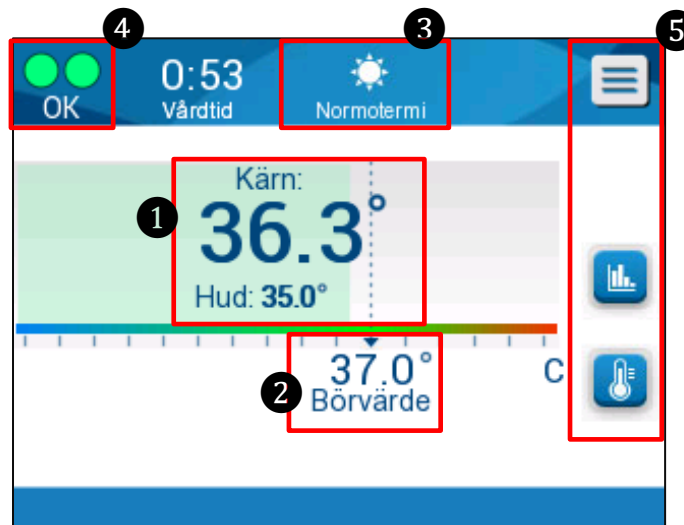 4
3
5
OK
0:53
Vårdtid
Normotermi
1
Kärn:
36.3°
Hud: 35.0°
2
37.0°
Börvärde
C